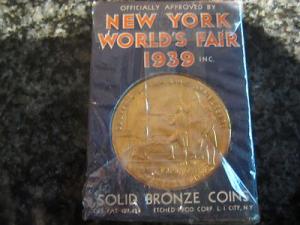 OFFICIALLY APPROVED BY
NEW YORK
WORLD'S FAIR
1939 INC.
SOLID BRONZE COINS
ETCHED PROD. CORP. L. I. CITY, N.Y.